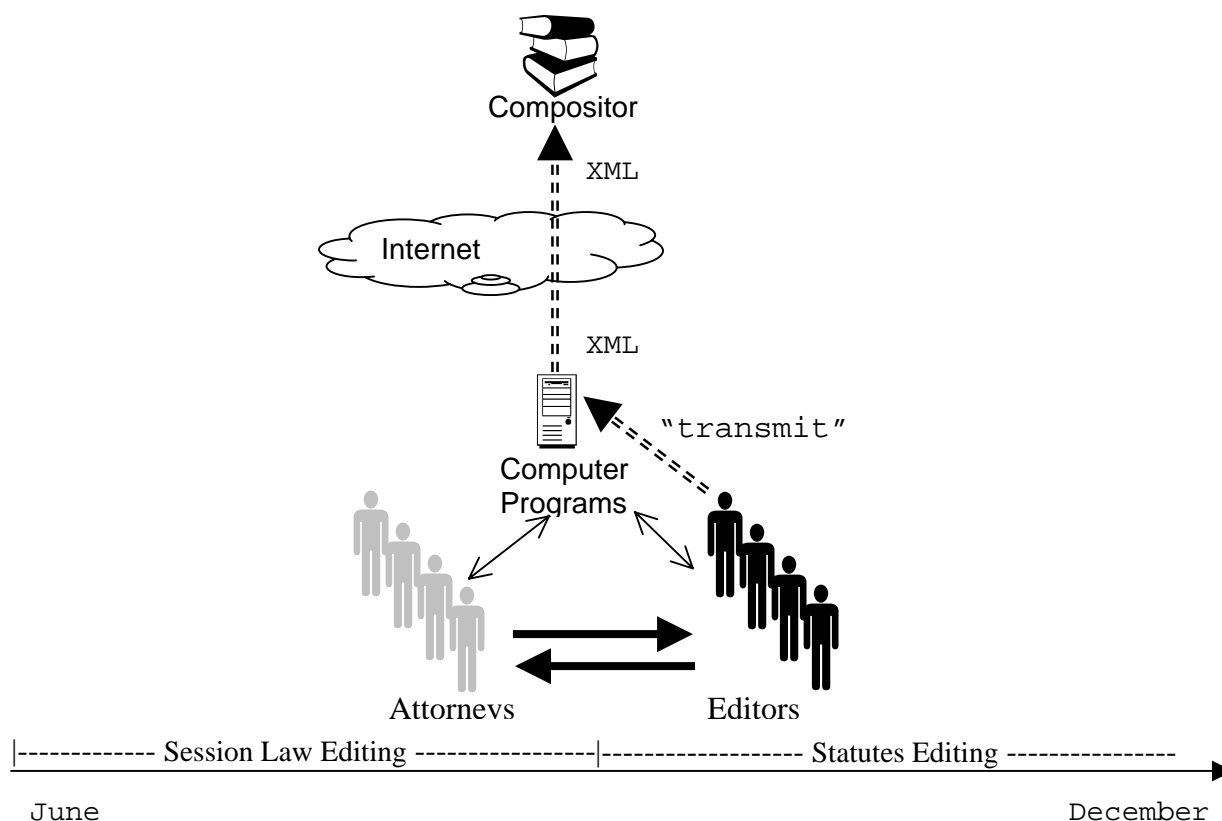 Compositor
XML
Internet
XML
“transmit”
Computer
Programs
Attorneys
Editors
|------------- Session Law Editing -----------------|------------------- Statutes Editing ----------------
June
December